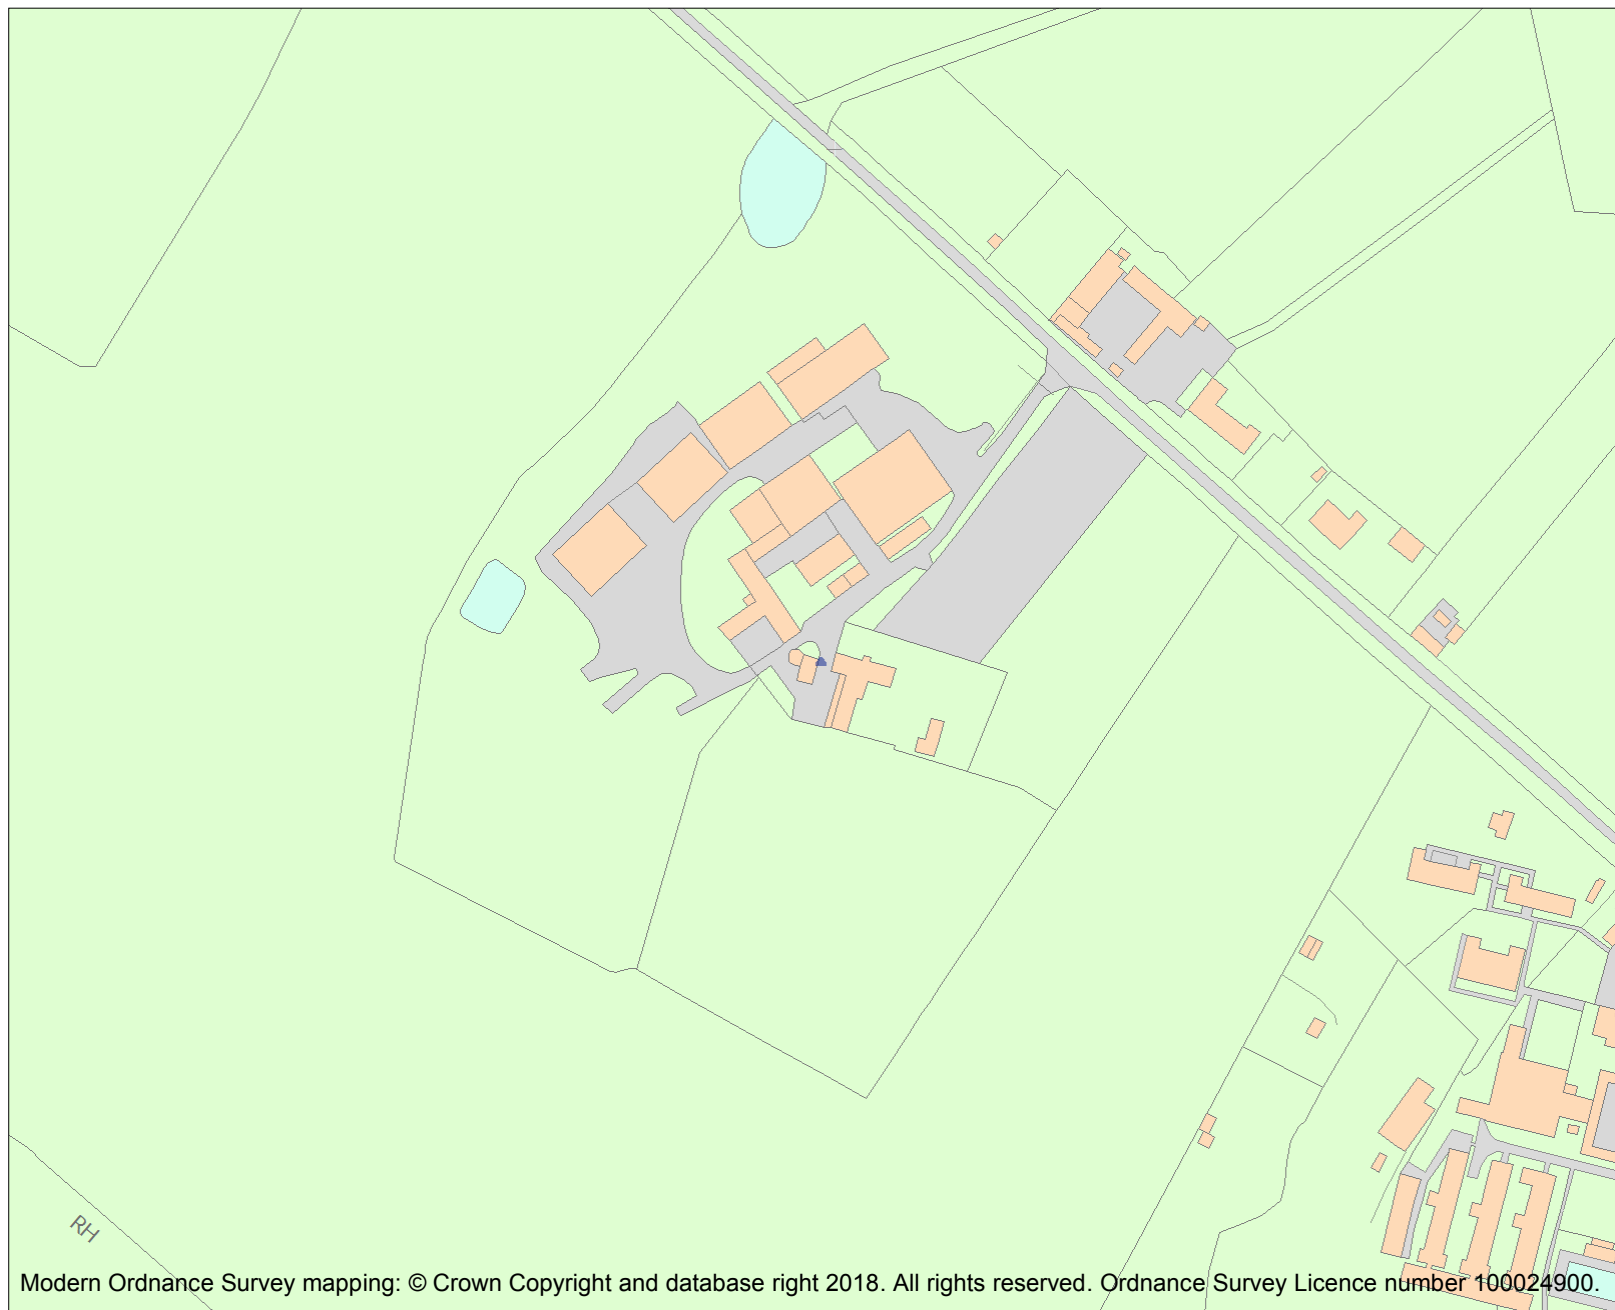 RH
Modern Ordnance Survey mapping: © Crown Copyright and database right 2018. All rights reserved. Ordnance Survey Licence number 100024900.